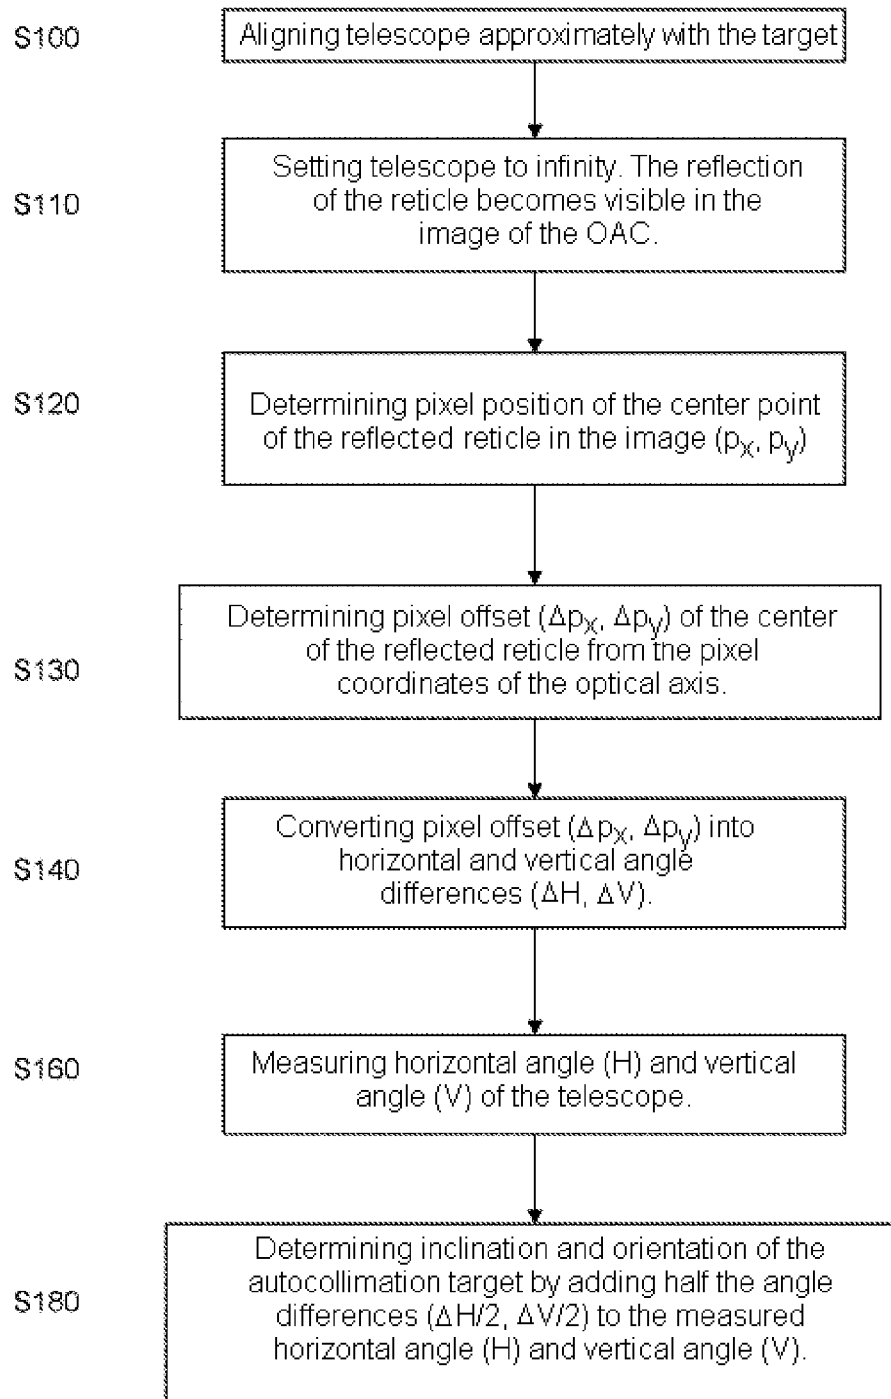 S100
Aligning telescope approximately with the target
S110
Setting telescope to infinity. The reflection
of the reticle becomes visible in the
image of the OAC.
S120
Determining pixel position of the center point
of the reflected reticle in the image (pₓ, p_y)
S130
Determining pixel offset (Δpₓ, Δp_y) of the center
of the reflected reticle from the pixel
coordinates of the optical axis.
S140
Converting pixel offset (Δpₓ, Δp_y) into
horizontal and vertical angle
differences (ΔH, ΔV).
S160
Measuring horizontal angle (H) and vertical
angle (V) of the telescope.
S180
Determining inclination and orientation of the
autocollimation target by adding half the angle
differences (ΔH/2, ΔV/2) to the measured
horizontal angle (H) and vertical angle (V).